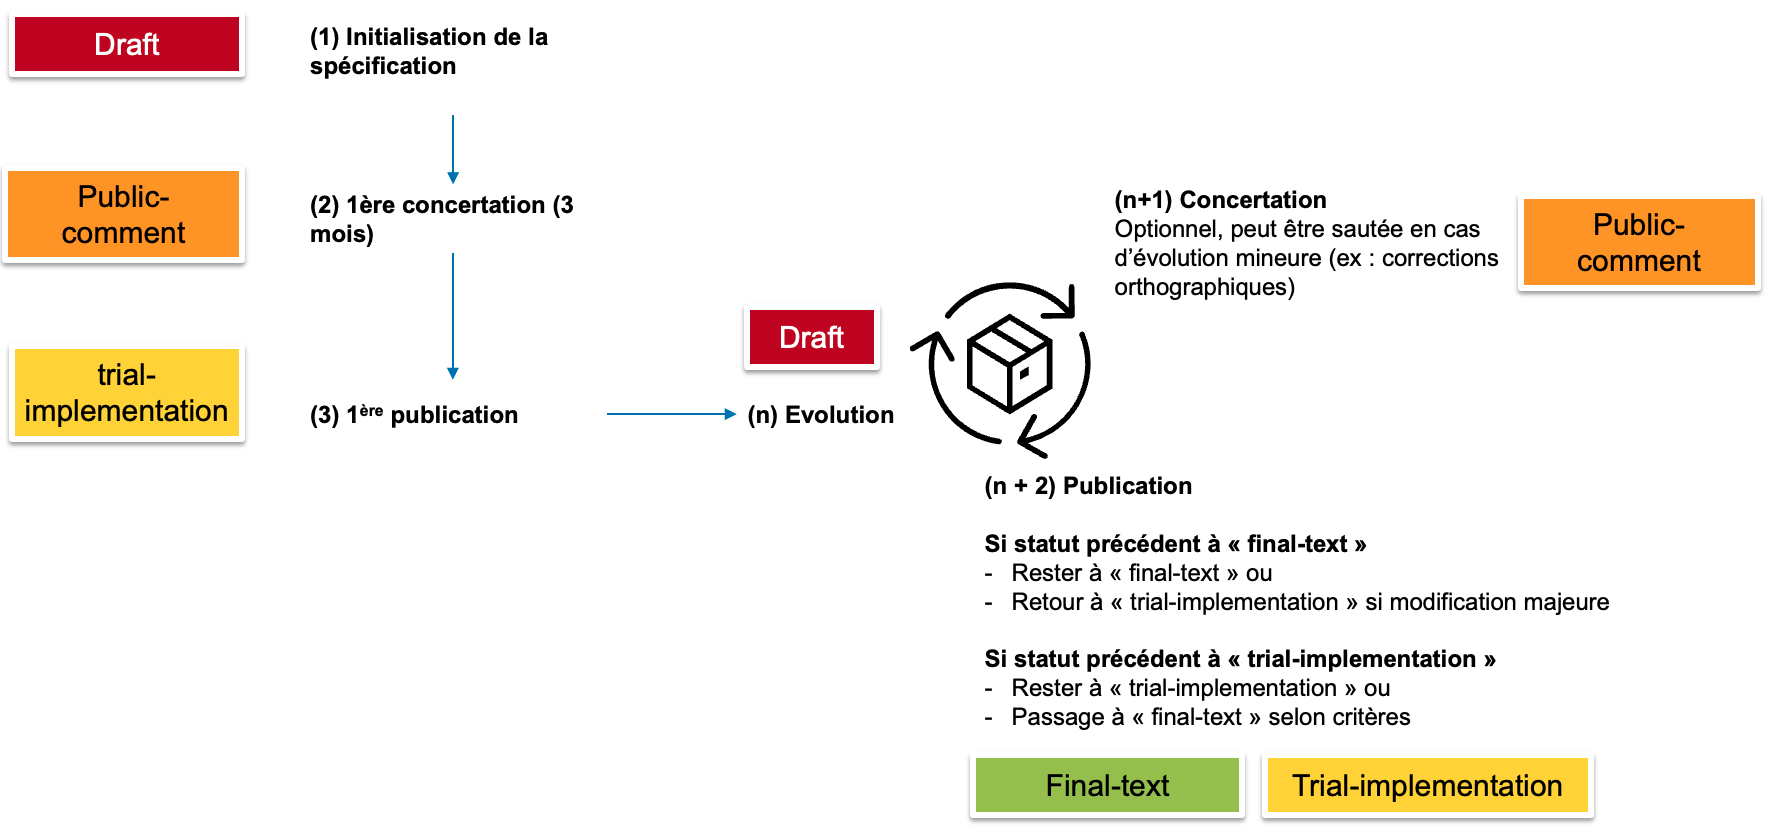 Draft
(1) Initialisation de la
spécification
Public-
comment
(2) 1ère concertation (3
mois)
trial-
implementation
(3) 1ère publication
Draft
(n) Evolution
(n+1) Concertation
Optionnel, peut être sautée en cas
d’évolution mineure (ex : corrections
orthographiques)
Public-
comment
(n + 2) Publication
Si statut précédent à « final-text »
- Rester à « final-text » ou
- Retour à « trial-implementation » si modification majeure
Si statut précédent à « trial-implementation »
- Rester à « trial-implementation » ou
- Passage à « final-text » selon critères
Final-text
Trial-implementation